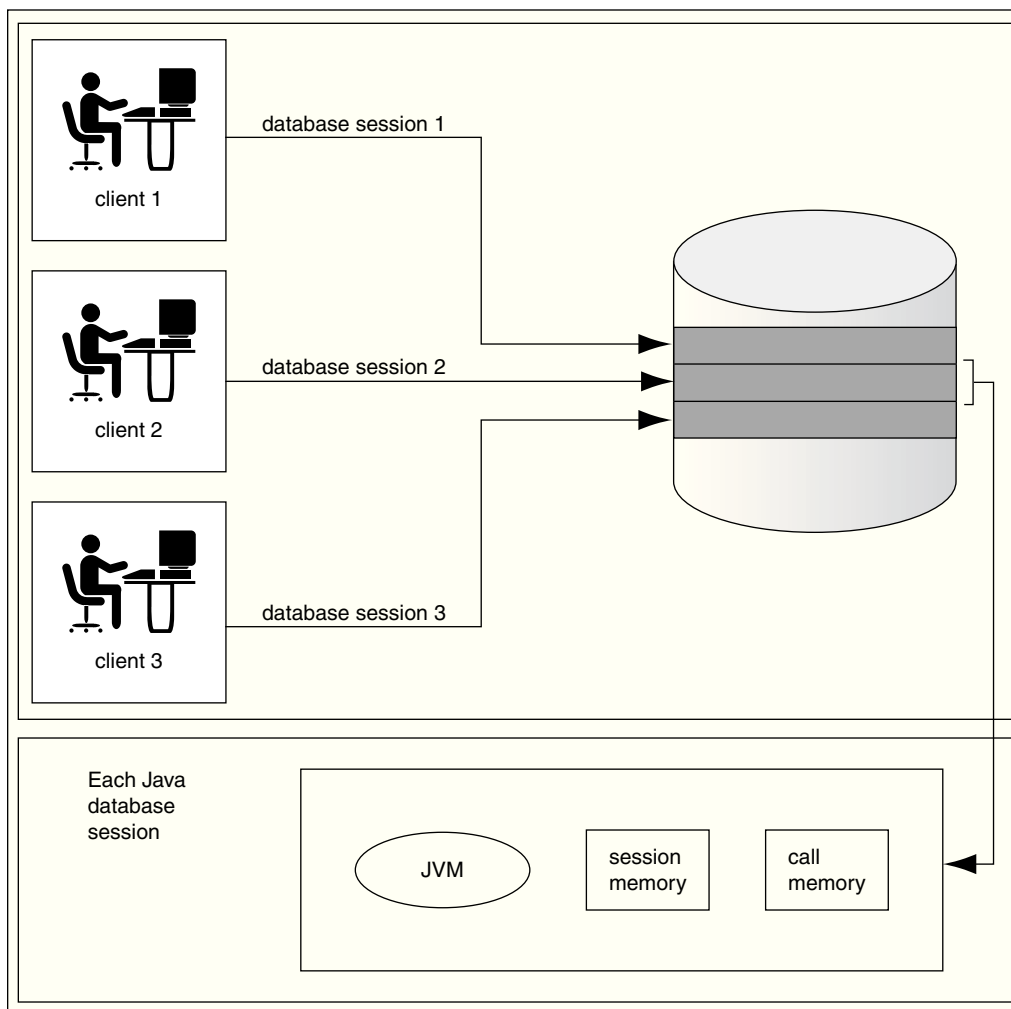 database session 1
client 1
database session 2
client 2
database session 3
client 3
Each Java
database
session
JVM
session
memory
call
memory